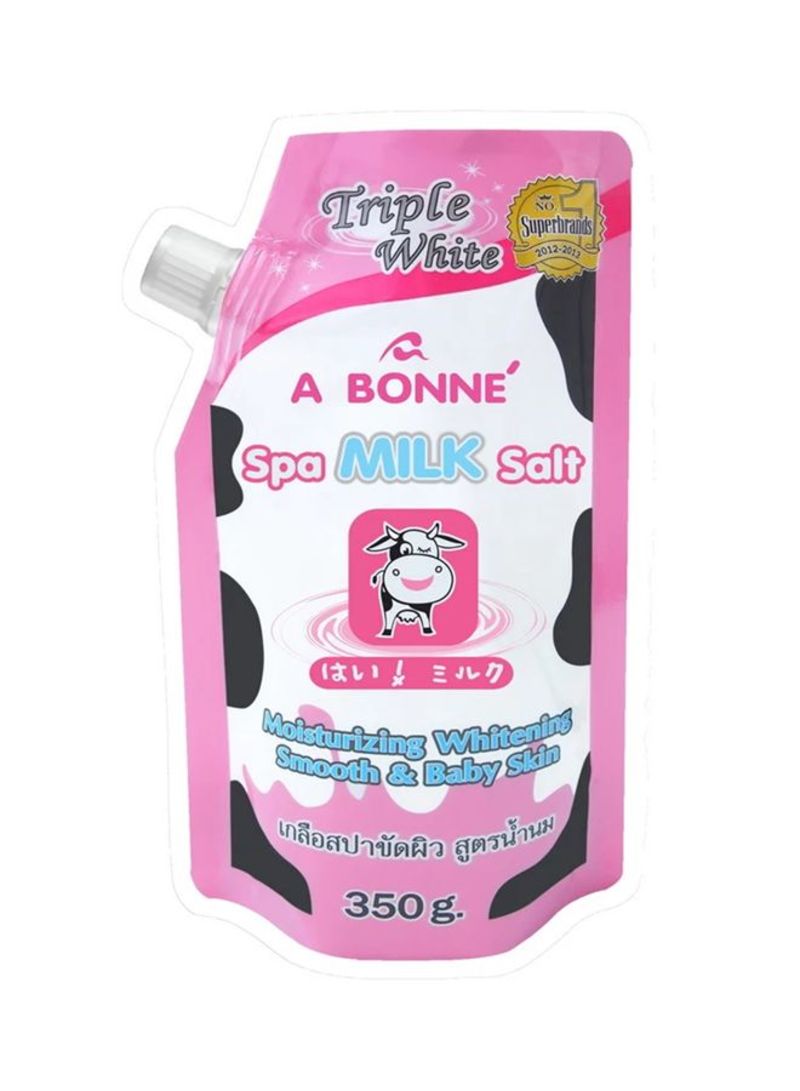 Triple
White
NO 1
Superbrands
2012-2013
A BONNÉ
Spa MILK Salt
はい! ミルク
Moisturizing Whitening
Smooth & Baby Skin
เกลือสปาขัดผิว สูตรน้ำนม
350 g.